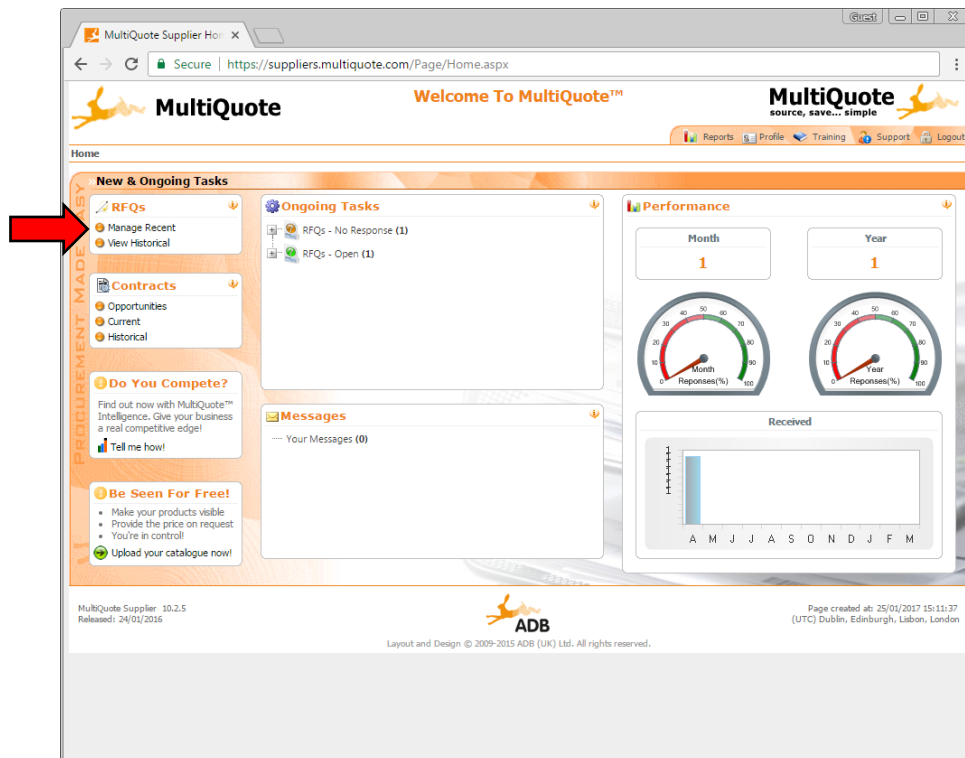 Guest
MultiQuote Supplier Hor
Secure | https://suppliers.multiquote.com/Page/Home.aspx
MultiQuote
Welcome To MultiQuote™
MultiQuote
source, save... simple
Reports Profile Training Support Logout
Home
New & Ongoing Tasks
PROCUREMENT MADE EASY
RFQs
Manage Recent
View Historical
Contracts
Opportunities
Current
Historical
Do You Compete?
Find out now with MultiQuote™
Intelligence. Give your business
a real competitive edge!
Tell me how!
Be Seen For Free!
• Make your products visible
• Provide the price on request
• You're in control!
Upload your catalogue now!
Ongoing Tasks
RFQs - No Response (1)
RFQs - Open (1)
Messages
Your Messages (0)
Performance
Month
1
Year
1
0 10 20 30 40 50 60 70 80 90 100
Month
Reponses(%)
0 10 20 30 40 50 60 70 80 90 100
Year
Reponses(%)
Received
A M J J A S O N D J F M
MultiQuote Supplier 10.2.5
Released: 24/01/2016
ADB
Layout and Design © 2009-2015 ADB (UK) Ltd. All rights reserved.
Page created at: 25/01/2017 15:11:37
(UTC) Dublin, Edinburgh, Lisbon, London